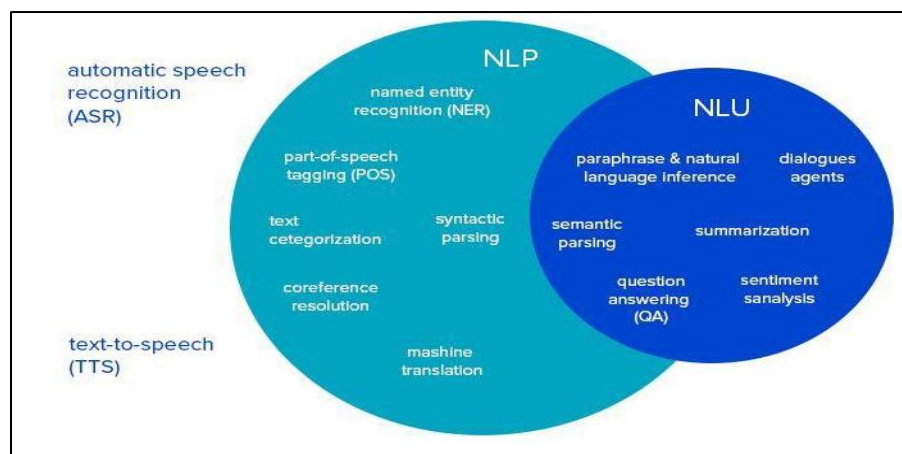 automatic speech
recognition
(ASR)
text-to-speech
(TTS)
NLP
named entity
recognition (NER)
part-of-speech
tagging (POS)
text
cetegorization
syntactic
parsing
coreference
resolution
mashine
translation
NLU
paraphrase & natural
language inference
dialogues
agents
semantic
parsing
summarization
question
answering
(QA)
sentiment
sanalysis